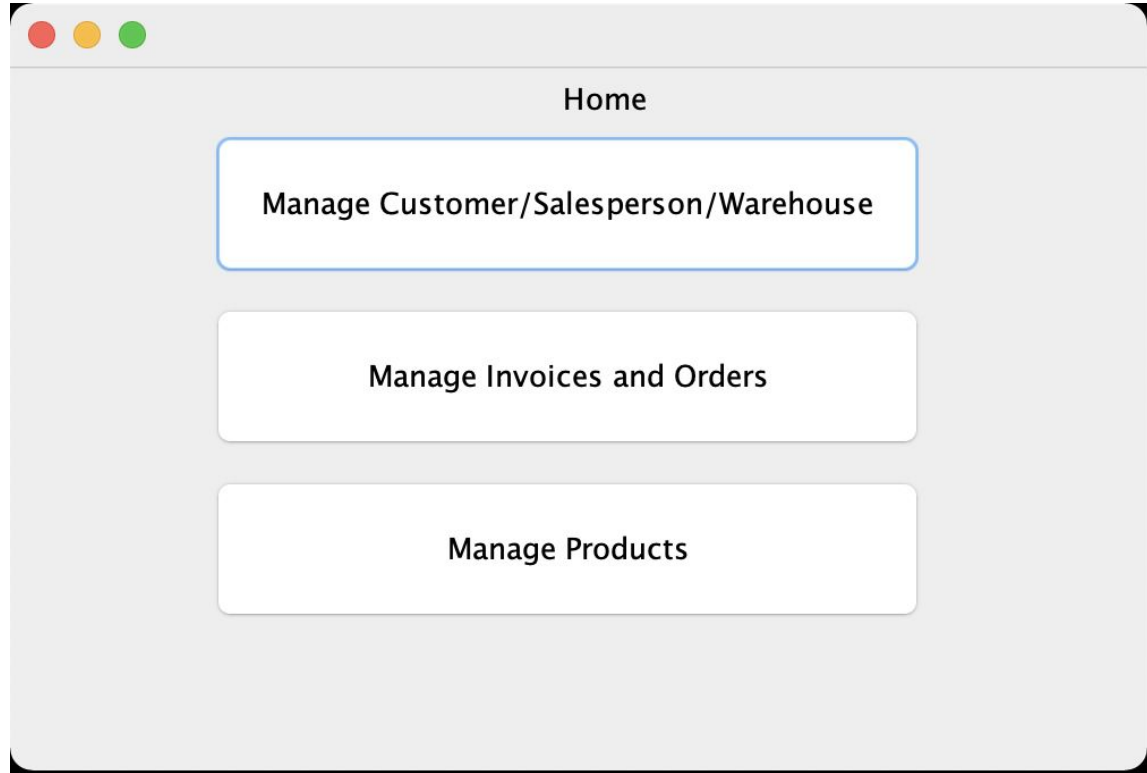 Home
Manage Customer/Salesperson/Warehouse
Manage Invoices and Orders
Manage Products